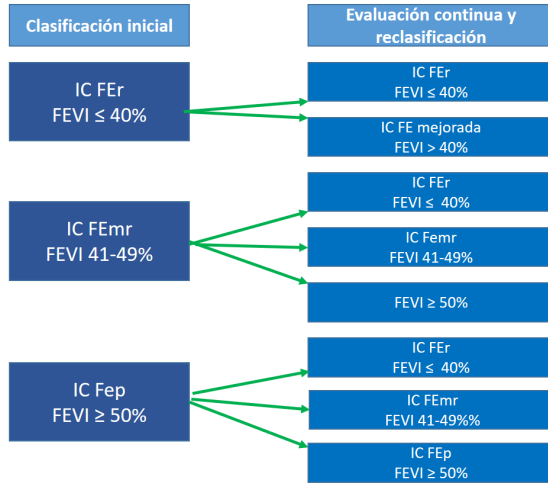 Clasificación inicial
Evaluación continua y
reclasificación
IC FEr
FEVI ≤ 40%
IC FEr
FEVI ≤ 40%
IC FE mejorada
FEVI > 40%
IC FEmr
FEVI 41-49%
IC FEr
FEVI ≤  40%
IC Femr
FEVI 41-49%
FEVI ≥ 50%
IC Fep
FEVI ≥ 50%
IC FEr
FEVI ≤  40%
IC FEmr
FEVI 41-49%%
IC FEp
FEVI ≥ 50%